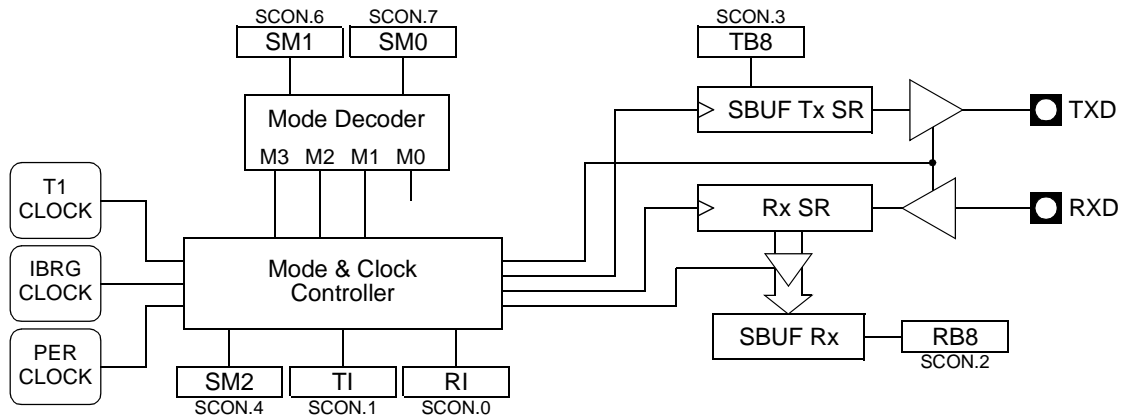 SCON.6 SCON.7 SCON.3
SM1 SM0 TB8
Mode Decoder
M3 M2 M1 M0
SBUF Tx SR
TXD
T1
CLOCK
Rx SR
RXD
IBRG
CLOCK
Mode & Clock
Controller
PER
CLOCK
SBUF Rx
RB8
SCON.2
SM2 TI RI
SCON.4 SCON.1 SCON.0